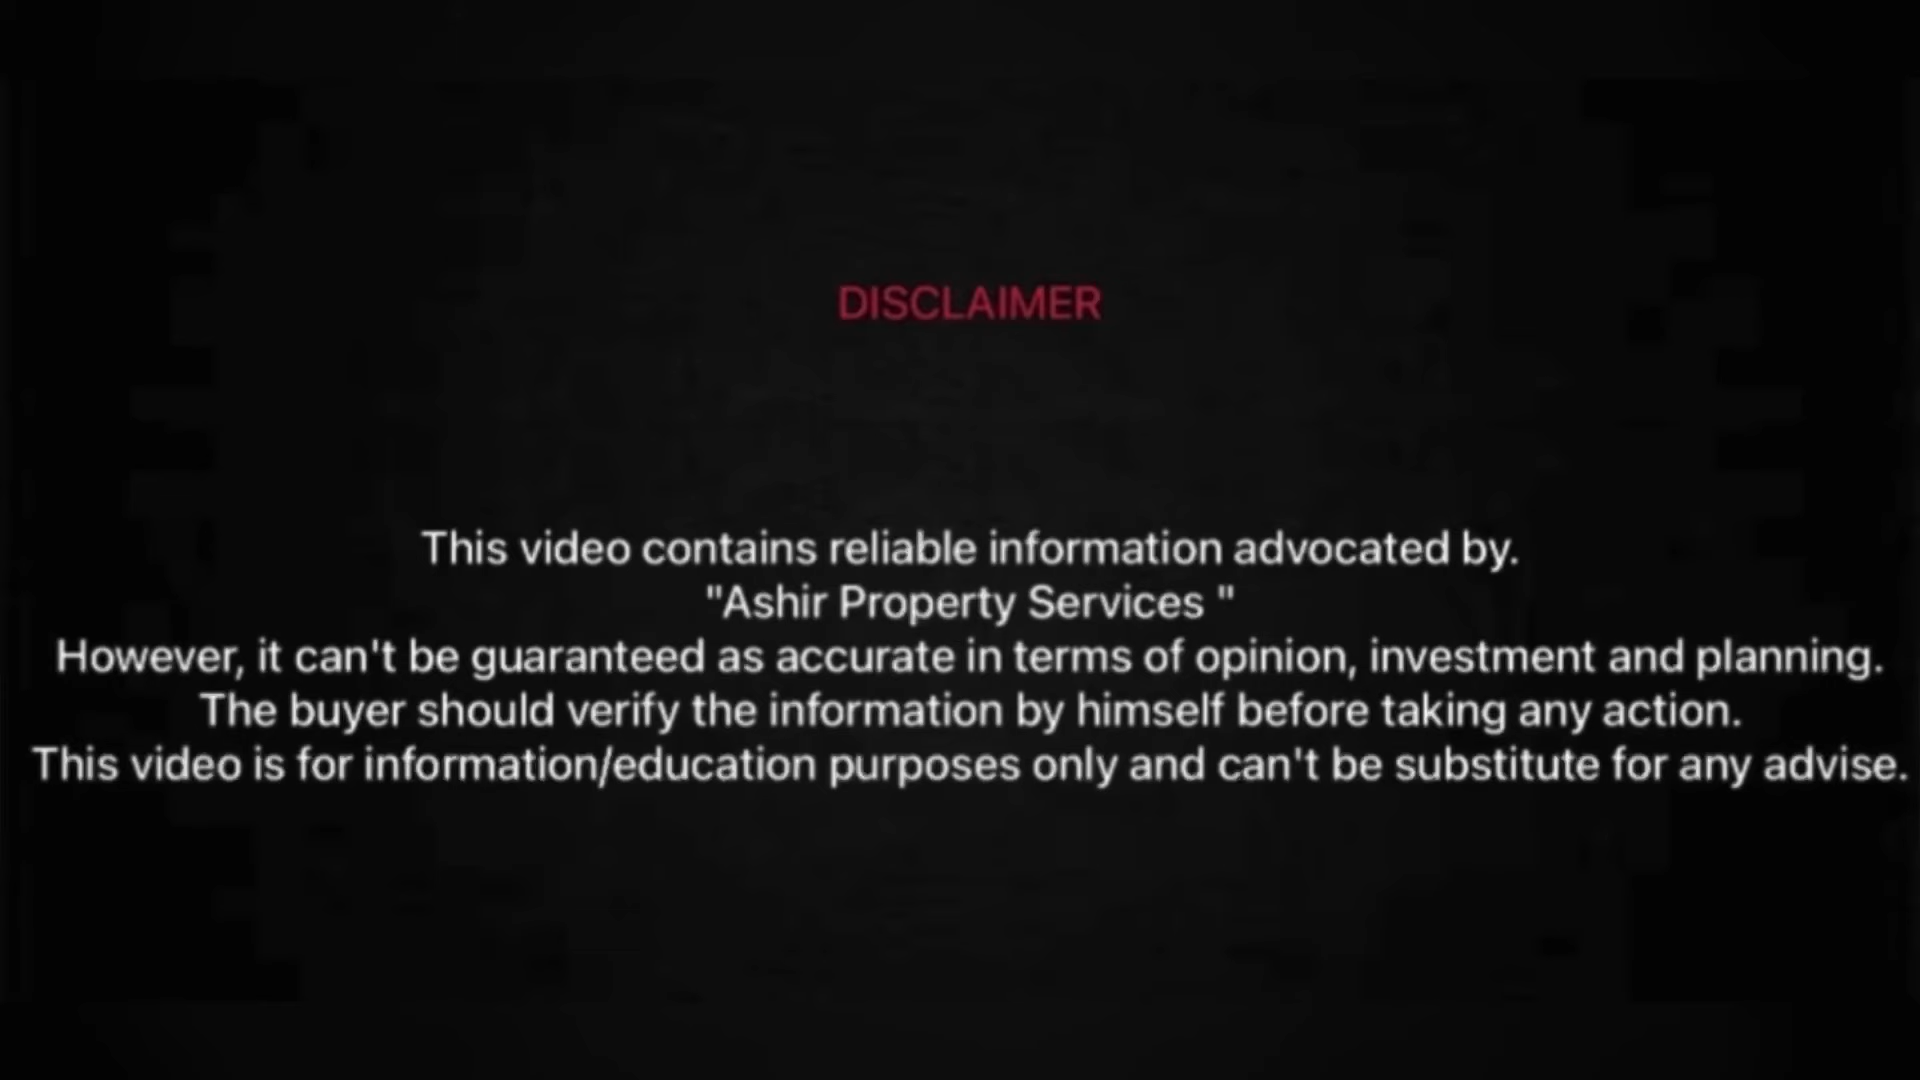 DISCLAIMER
This video contains reliable information advocated by.
"Ashir Property Services "
However, it can't be guaranteed as accurate in terms of opinion, investment and planning.
The buyer should verify the information by himself before taking any action.
This video is for information/education purposes only and can't be substitute for any advise.